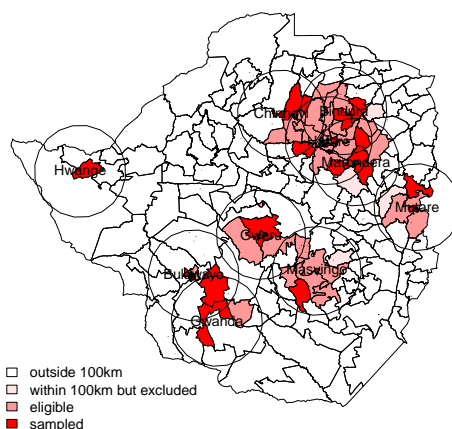 Chinhoyi
Bindura
Harare
Marondera
Hwange
Mutare
Gweru
Bulawayo
Masvingo
Gwanda
outside 100km
within 100km but excluded
eligible
sampled